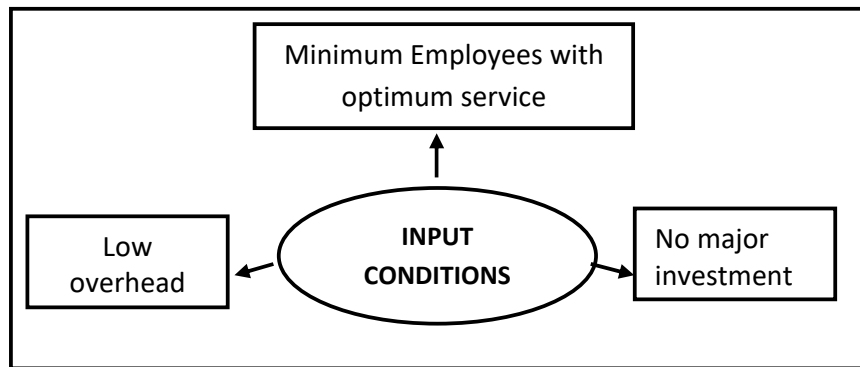 Minimum Employees with
optimum service
Low
overhead
INPUT
CONDITIONS
No major
investment